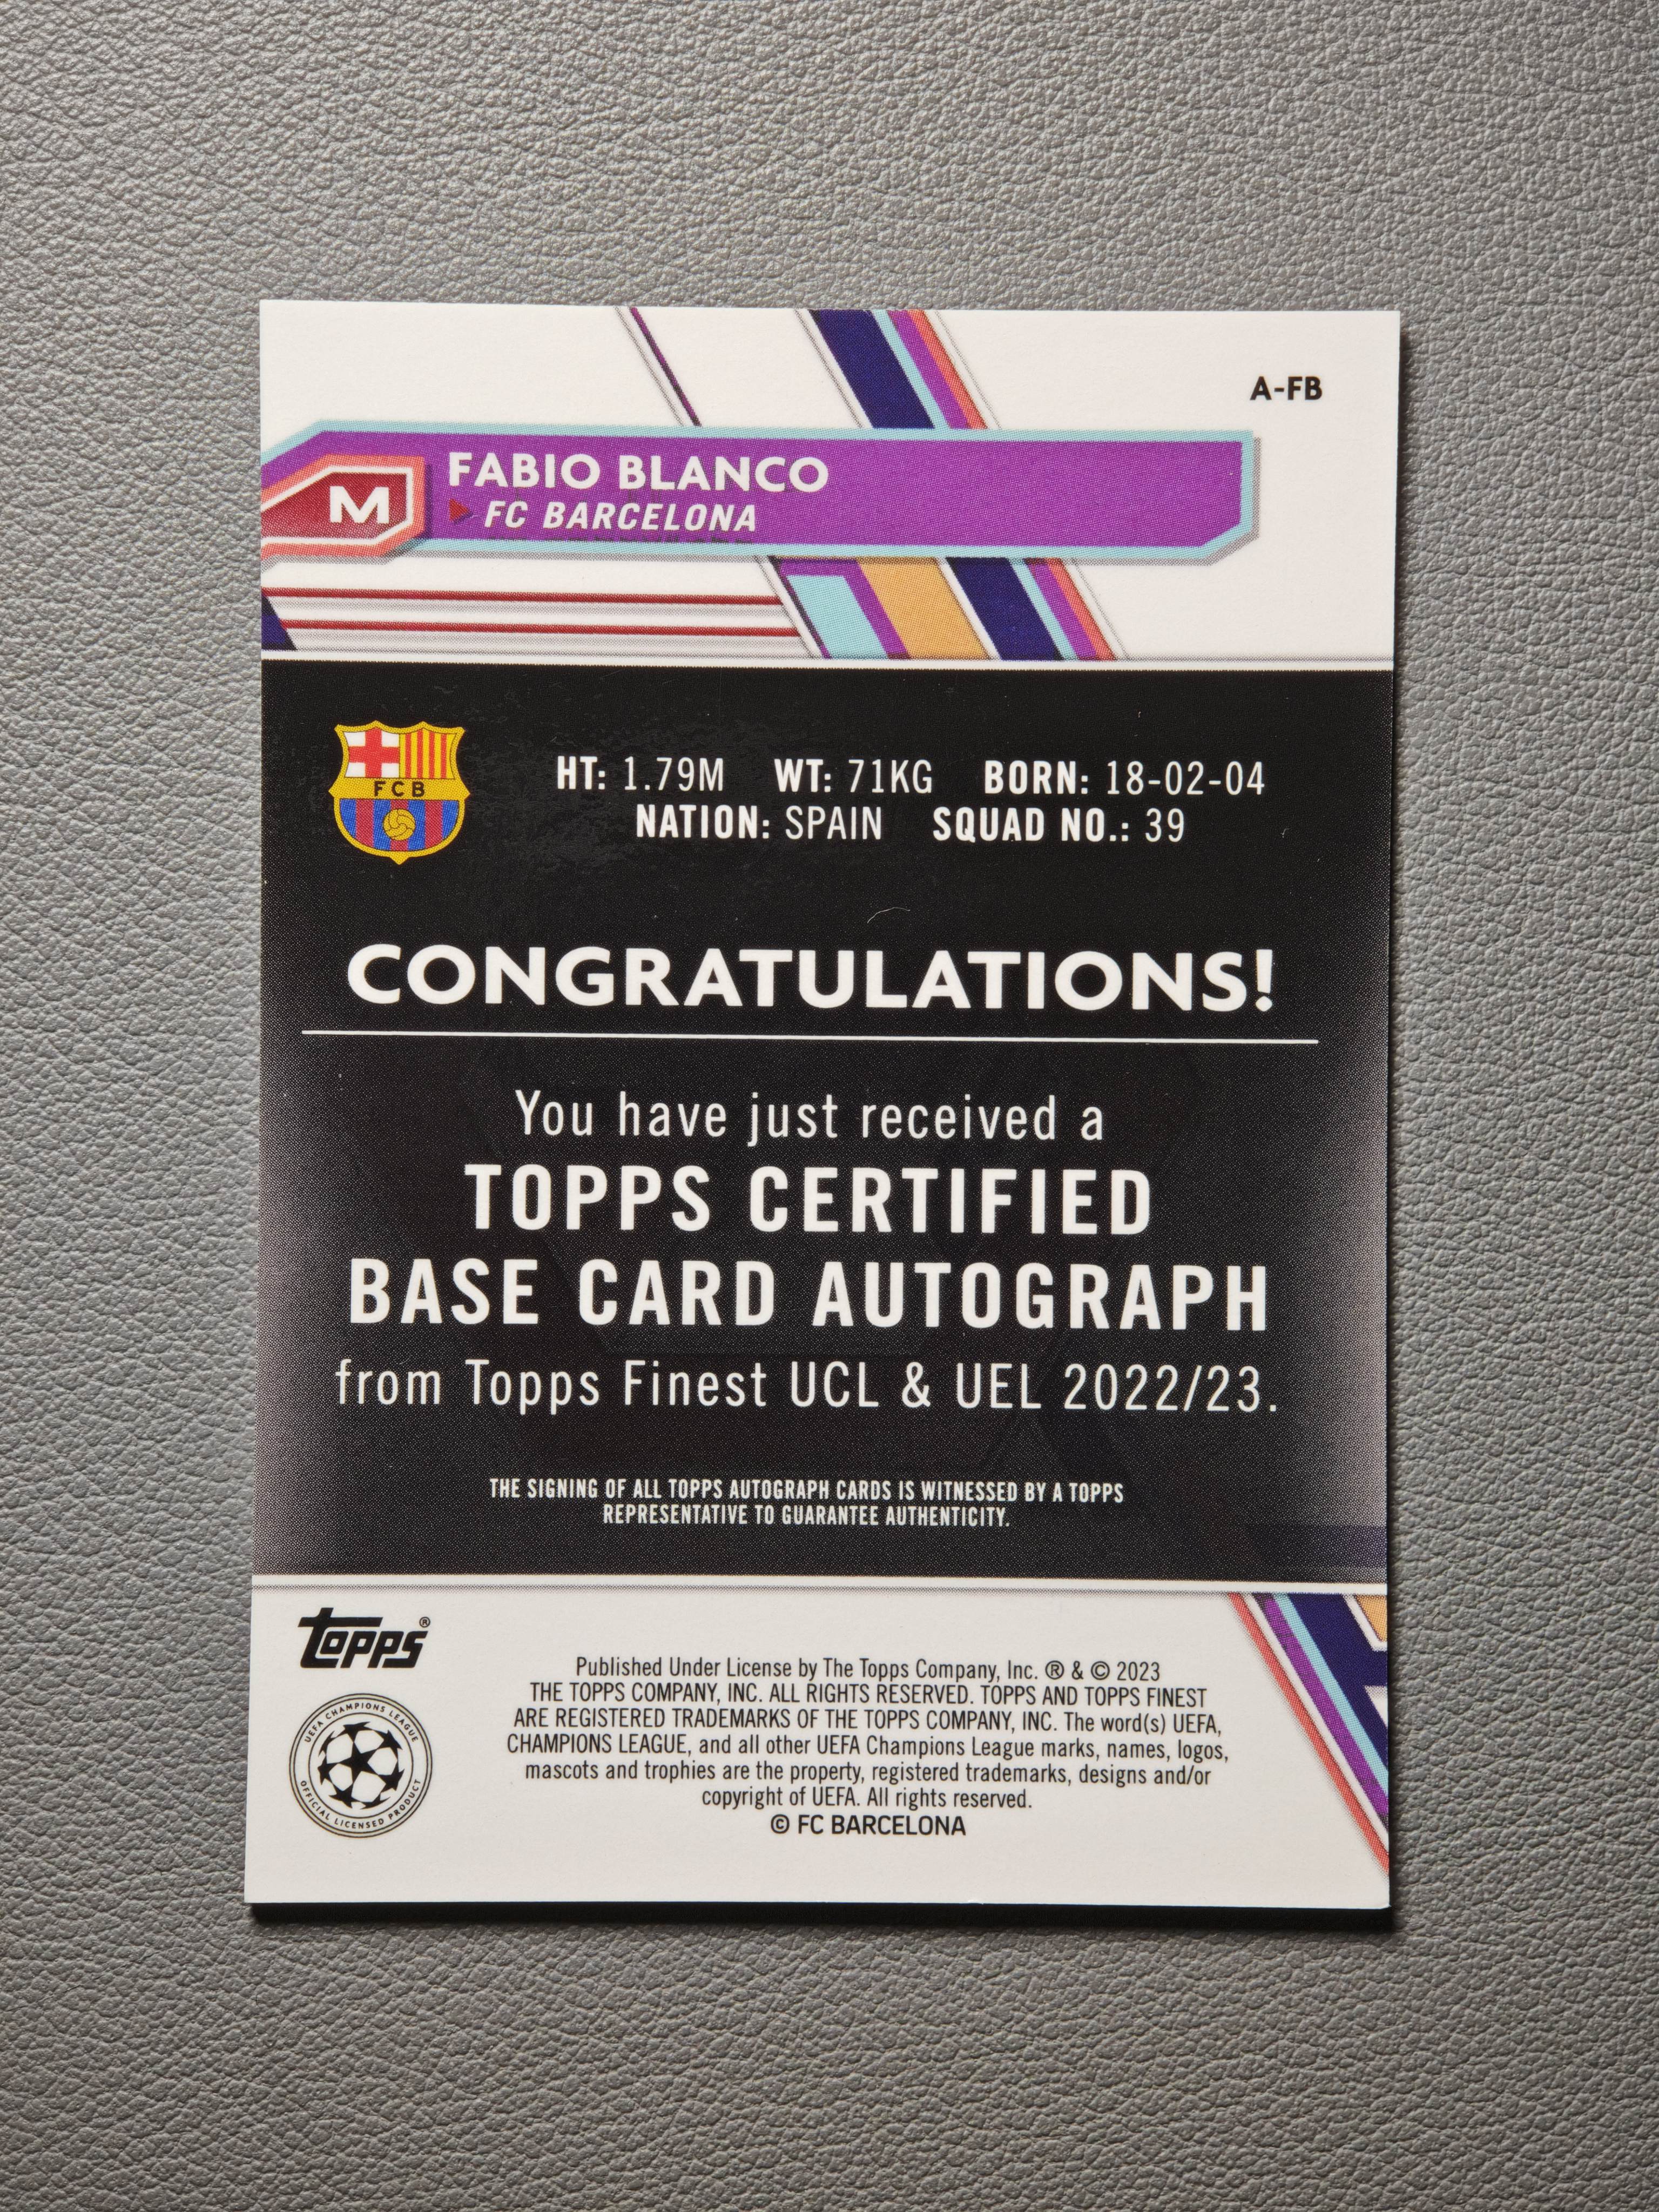 A-FB
M
FABIO BLANCO
FC BARCELONA
FCB
HT: 1.79M WT: 71KG BORN: 18-02-04
NATION: SPAIN SQUAD NO.: 39
CONGRATULATIONS!
You have just received a
TOPPS CERTIFIED
BASE CARD AUTOGRAPH
from Topps Finest UCL & UEL 2022/23.
THE SIGNING OF ALL TOPPS AUTOGRAPH CARDS IS WITNESSED BY A TOPPS
REPRESENTATIVE TO GUARANTEE AUTHENTICITY.
topps®
UEFA CHAMPIONS LEAGUE
OFFICIAL LICENSED PRODUCT
Published Under License by The Topps Company, Inc. ® & © 2023
THE TOPPS COMPANY, INC. ALL RIGHTS RESERVED. TOPPS AND TOPPS FINEST
ARE REGISTERED TRADEMARKS OF THE TOPPS COMPANY, INC. The word(s) UEFA,
CHAMPIONS LEAGUE, and all other UEFA Champions League marks, names, logos,
mascots and trophies are the property, registered trademarks, designs and/or
copyright of UEFA. All rights reserved.
© FC BARCELONA